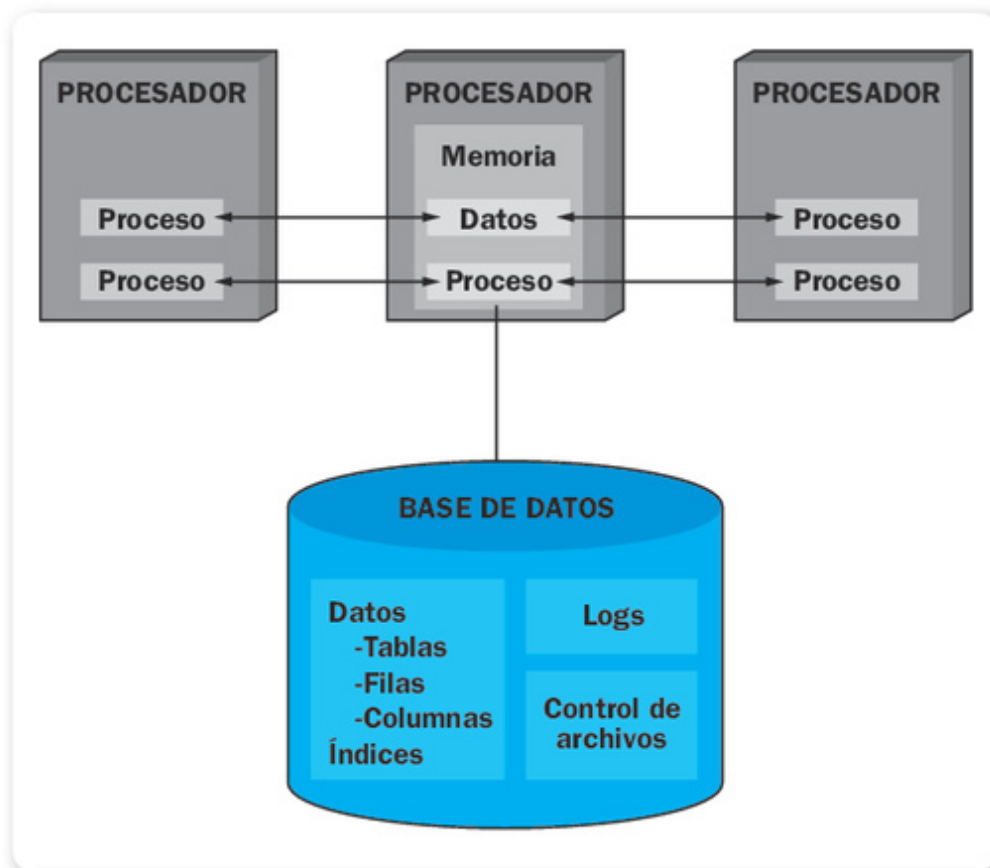 PROCESADOR
Proceso
Proceso
PROCESADOR
Memoria
Datos
Proceso
PROCESADOR
Proceso
Proceso
BASE DE DATOS
Datos
-Tablas
-Filas
-Columnas
Índices
Logs
Control de
archivos